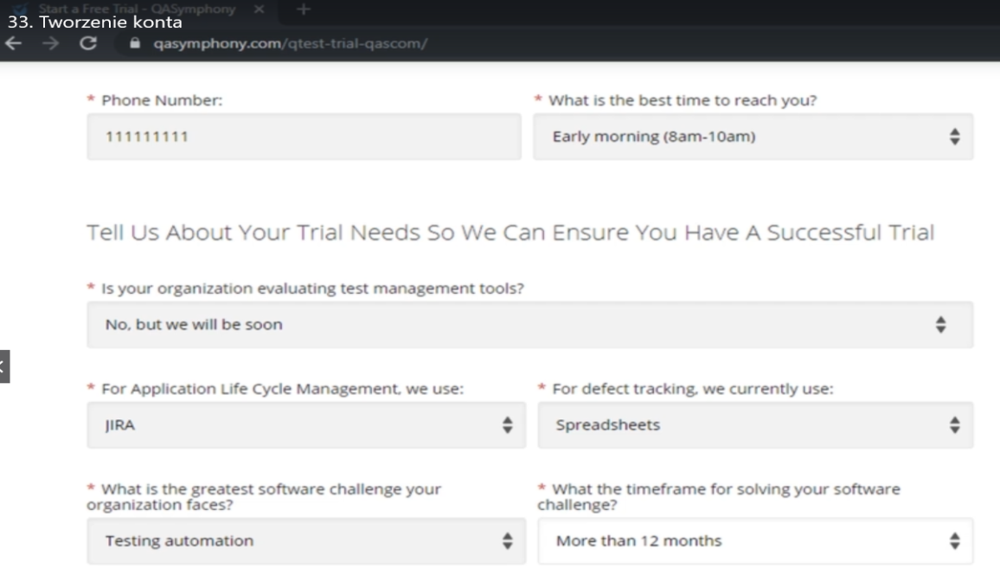 Start a Free Trial - QASymphony
33. Tworzenie konta
qasymphony.com/qtest-trial-qascom/
* Phone Number:
* What is the best time to reach you?
111111111
Early morning (8am-10am)
Tell Us About Your Trial Needs So We Can Ensure You Have A Successful Trial
* Is your organization evaluating test management tools?
No, but we will be soon
* For Application Life Cycle Management, we use:
* For defect tracking, we currently use:
JIRA
Spreadsheets
* What is the greatest software challenge your
organization faces?
* What the timeframe for solving your software
challenge?
Testing automation
More than 12 months